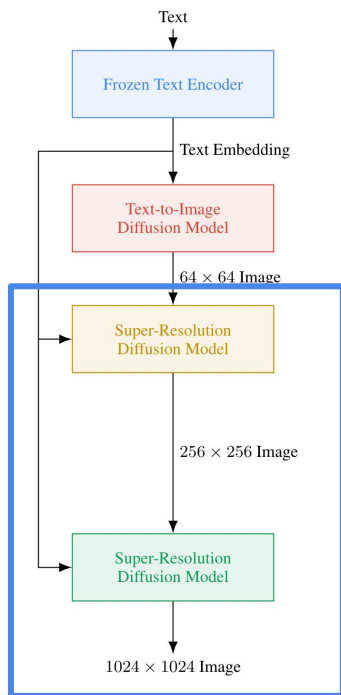 Text
Frozen Text Encoder
Text Embedding
Text-to-Image
Diffusion Model
64 × 64 Image
Super-Resolution
Diffusion Model
256 × 256 Image
Super-Resolution
Diffusion Model
1024 × 1024 Image